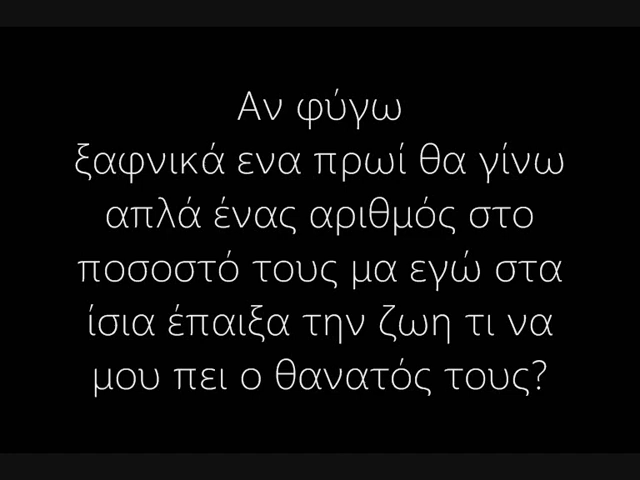 Αν φύγω
ξαφνικά ενα πρωί θα γίνω
απλά ένας αριθμός στο
ποσοστό τους μα εγώ στα
ίσια έπαιξα την ζωη τι να
μου πει ο θανατός τους?